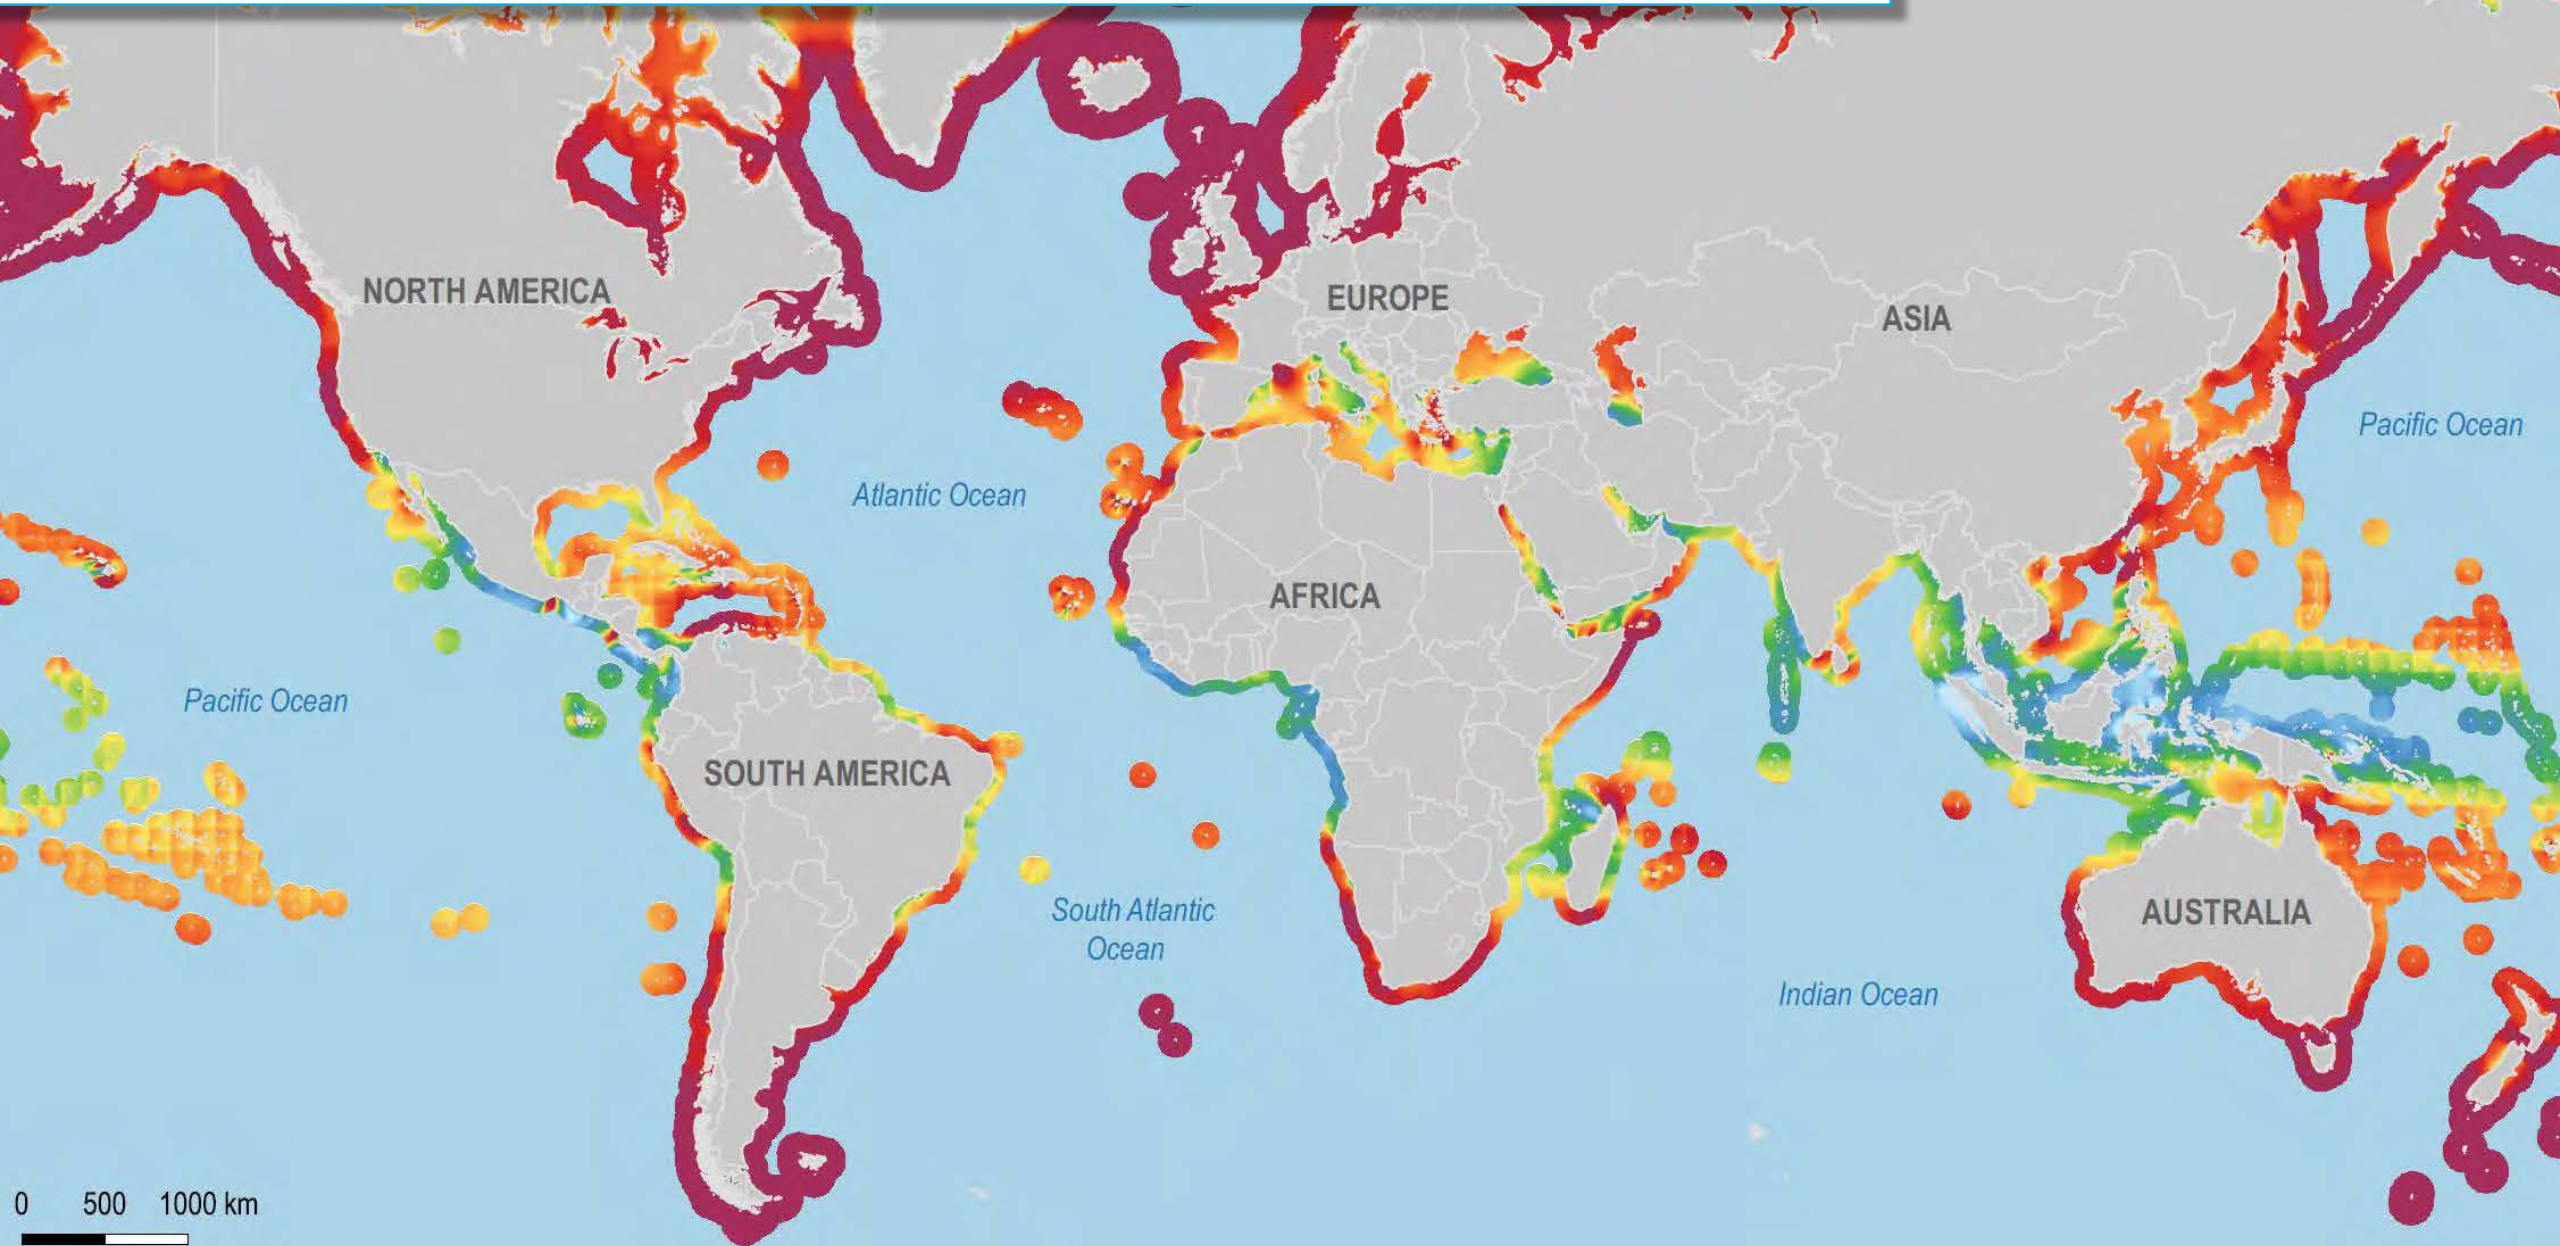 NORTH AMERICA
EUROPE
ASIA
Pacific Ocean
Atlantic Ocean
AFRICA
Pacific Ocean
SOUTH AMERICA
South Atlantic
Ocean
AUSTRALIA
Indian Ocean
0 500 1000 km